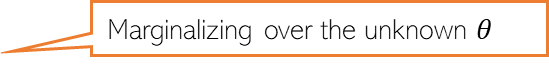 Marginalizing over the unknown θ